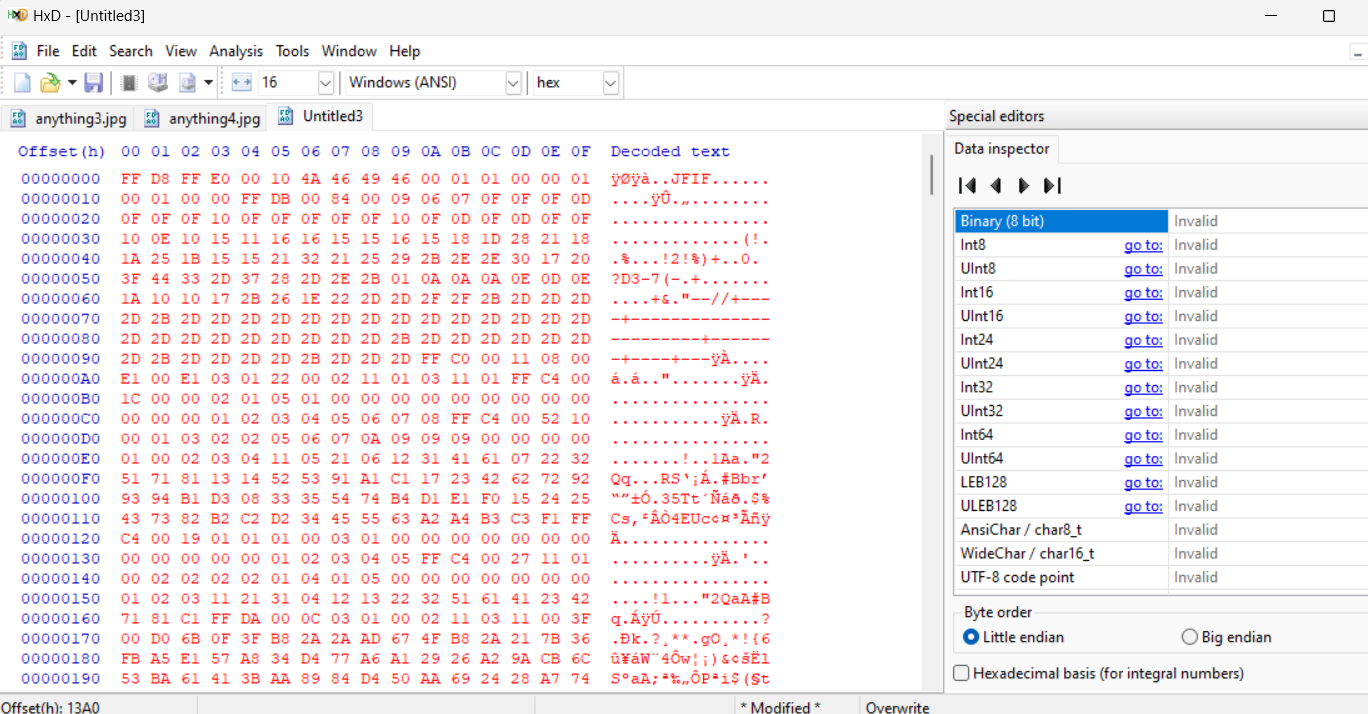 HxD - [Untitled3]
File Edit Search View Analysis Tools Window Help
16 Windows (ANSI) hex
anything3.jpg anything4.jpg Untitled3
Offset(h) 00 01 02 03 04 05 06 07 08 09 0A 0B 0C 0D 0E 0F Decoded text
00000000 FF D8 FF E0 00 10 4A 46 49 46 00 01 01 00 00 01 ÿØÿà..JFIF......
00000010 00 01 00 00 FF DB 00 84 00 09 06 07 0F 0F 0F 0D ....ÿÛ.„........
00000020 0F 0F 0F 10 0F 0F 0F 0F 0F 10 0F 0D 0F 0D 0F 0F ................
00000030 10 0E 10 15 11 16 16 15 15 16 15 18 1D 28 21 18 .............(!.
00000040 1A 25 1B 15 15 21 32 21 25 29 2B 2E 2E 30 17 20 .%...!2!%)+..0. 
00000050 3F 44 33 2D 37 28 2D 2E 2B 01 0A 0A 0A 0E 0D 0E ?D3-7(-.+.......
00000060 1A 10 10 17 2B 26 1E 22 2D 2D 2F 2F 2B 2D 2D 2D ....+&."--//+---
00000070 2D 2B 2D 2D 2D 2D 2D 2D 2D 2D 2D 2D 2D 2D 2D 2D -+--------------
00000080 2D 2D 2D 2D 2D 2D 2D 2D 2D 2B 2D 2D 2D 2D 2D 2D ---------+------
00000090 2D 2B 2D 2D 2D 2D 2B 2D 2D 2D FF C0 00 11 08 00 -+----+---ÿÀ....
000000A0 E1 00 E1 03 01 22 00 02 11 01 03 11 01 FF C4 00 á.á..".......ÿÄ.
000000B0 1C 00 00 02 01 05 01 00 00 00 00 00 00 00 00 00 ................
000000C0 00 00 00 01 02 03 04 05 06 07 08 FF C4 00 52 10 ...........ÿÄ.R.
000000D0 00 01 03 02 02 05 06 07 0A 09 09 09 00 00 00 00 ................
000000E0 01 00 02 03 04 11 05 21 06 12 31 41 61 07 22 32 .......!..1Aa."2
000000F0 51 71 81 13 14 52 53 91 A1 C1 17 23 42 62 72 92 Qq...RS‘¡Á.#Bbr’
00000100 93 94 B1 D3 08 33 35 54 74 B4 D1 E1 F0 15 24 25 “”±Ó.35Tt´Ñáð.$%
00000110 43 73 82 B2 C2 D2 34 45 55 63 A2 A4 B3 C3 F1 FF Cs‚²ÂÒ4EUc¢¤³Ãñÿ
00000120 C4 00 19 01 01 01 00 03 01 00 00 00 00 00 00 00 Ä...............
00000130 00 00 00 00 00 01 02 03 04 05 FF C4 00 27 11 01 ..........ÿÄ.'..
00000140 00 02 02 02 02 01 04 01 05 00 00 00 00 00 00 00 ................
00000150 01 02 03 11 21 31 04 12 13 22 32 51 61 41 23 42 ....!1..."2QaA#B
00000160 71 81 C1 FF DA 00 0C 03 01 00 02 11 03 11 00 3F q.ÁÿÚ..........?
00000170 00 D0 6B 0F 3F B8 2A 2A AD 67 4F B8 2A 21 7B 36 .Ðk.?¸**.gO¸*!{6
00000180 FB A5 E1 57 A8 34 D4 77 A6 A1 29 26 A2 9A CB 6C û¥áW¨4Ôw¦¡)&¢šËl
00000190 53 BA 61 41 3B AA 89 84 D4 50 AA 69 24 28 A7 74 SºaA;ª‰„ÔPªi$(§t
Special editors
Data inspector
Binary (8 bit) Invalid
Int8 go to: Invalid
UInt8 go to: Invalid
Int16 go to: Invalid
UInt16 go to: Invalid
Int24 go to: Invalid
UInt24 go to: Invalid
Int32 go to: Invalid
UInt32 go to: Invalid
Int64 go to: Invalid
UInt64 go to: Invalid
LEB128 go to: Invalid
ULEB128 go to: Invalid
AnsiChar / char8_t Invalid
WideChar / char16_t Invalid
UTF-8 code point Invalid
Byte order
Little endian Big endian
Hexadecimal basis (for integral numbers)
Offset(h): 13A0 * Modified * Overwrite